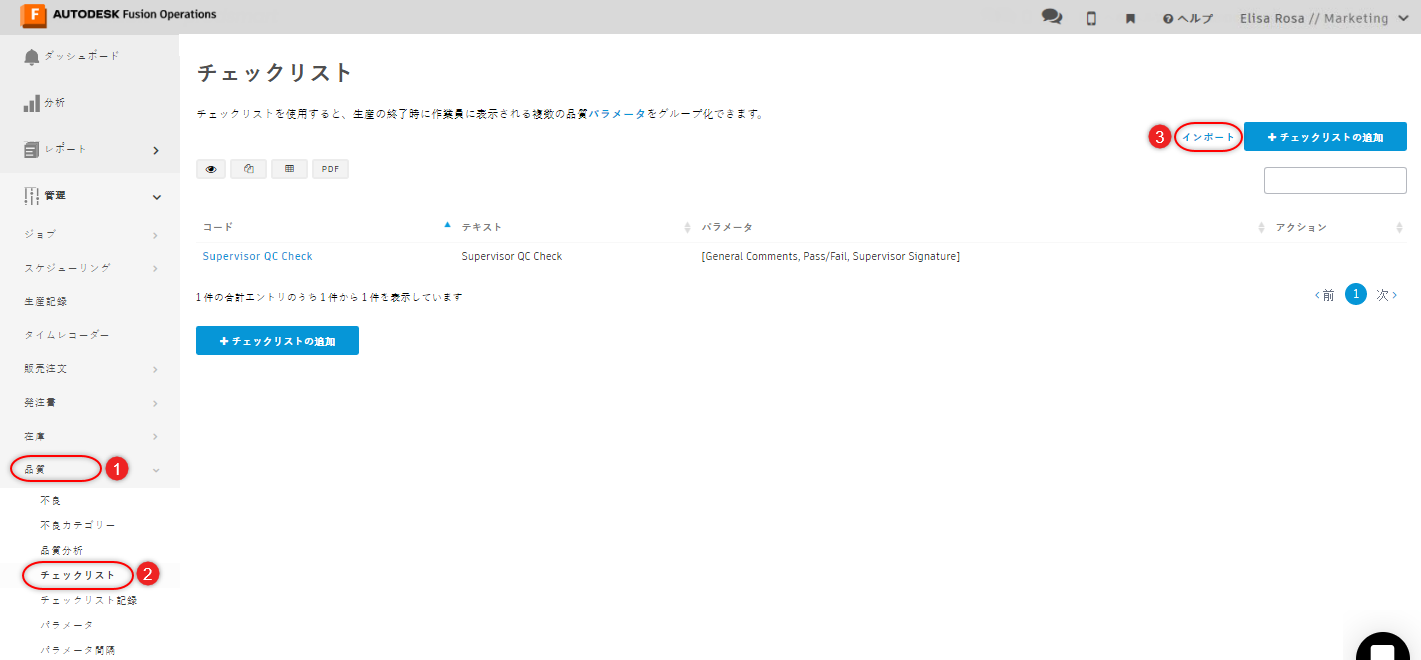 F AUTODESK Fusion Operations
ヘルプ Elisa Rosa // Marketing
ダッシュボード
分析
レポート
管理
ジョブ
スケジューリング
生産記録
タイムレコーダー
販売注文
発注書
在庫
品質 1
不良
不良カテゴリー
品質分析
チェックリスト 2
チェックリスト記録
パラメータ
パラメータ間隔
チェックリスト
チェックリストを使用すると、生産の終了時に作業員に表示される複数の品質パラメータをグループ化できます。
3 インポート +チェックリストの追加
PDF
コード テキスト パラメータ アクション
Supervisor QC Check Supervisor QC Check [General Comments, Pass/Fail, Supervisor Signature]
1件の合計エントリのうち1件から1件を表示しています
‹前 1 次›
+チェックリストの追加